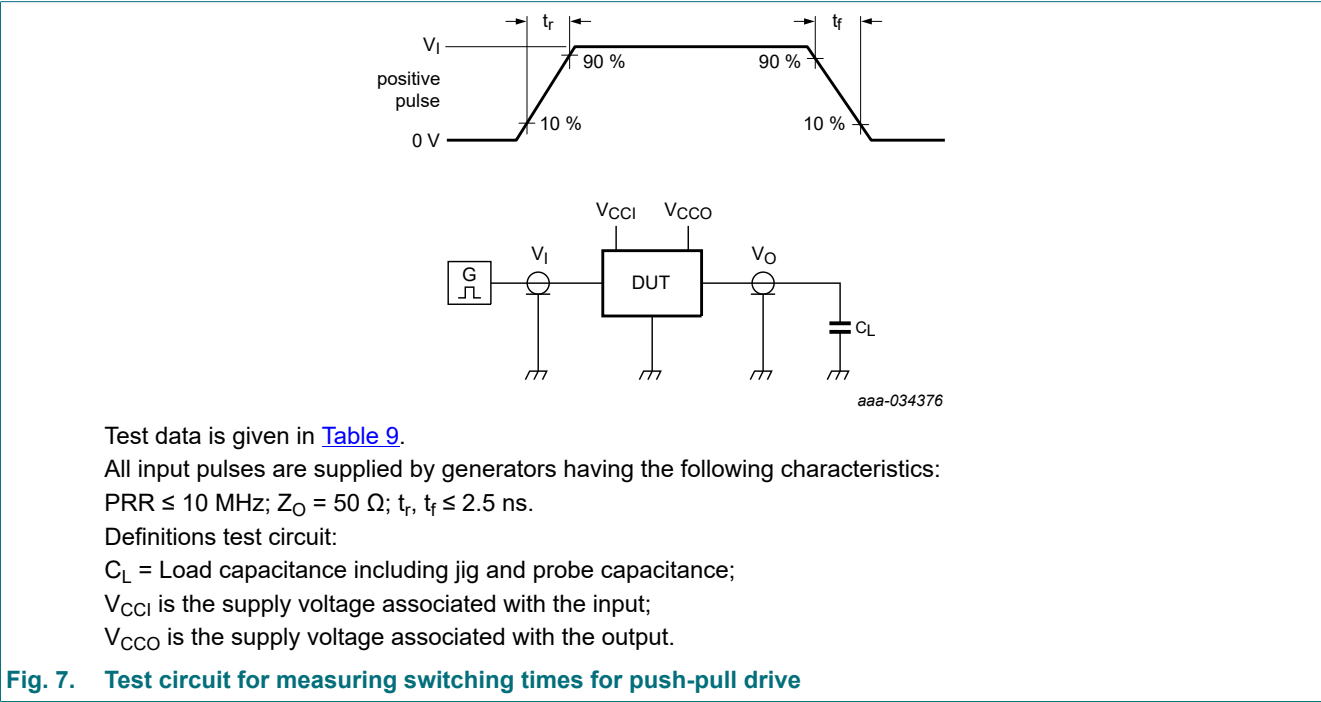 tr
tf
VI
90 %
90 %
positive
pulse
10 %
10 %
0 V
VCCI
VCCO
VI
VO
G
DUT
CL
aaa-034376
Test data is given in Table 9.
All input pulses are supplied by generators having the following characteristics:
PRR ≤ 10 MHz; ZO = 50 Ω; tr, tf ≤ 2.5 ns.
Definitions test circuit:
CL = Load capacitance including jig and probe capacitance;
VCCI is the supply voltage associated with the input;
VCCO is the supply voltage associated with the output.
Fig. 7. Test circuit for measuring switching times for push-pull drive